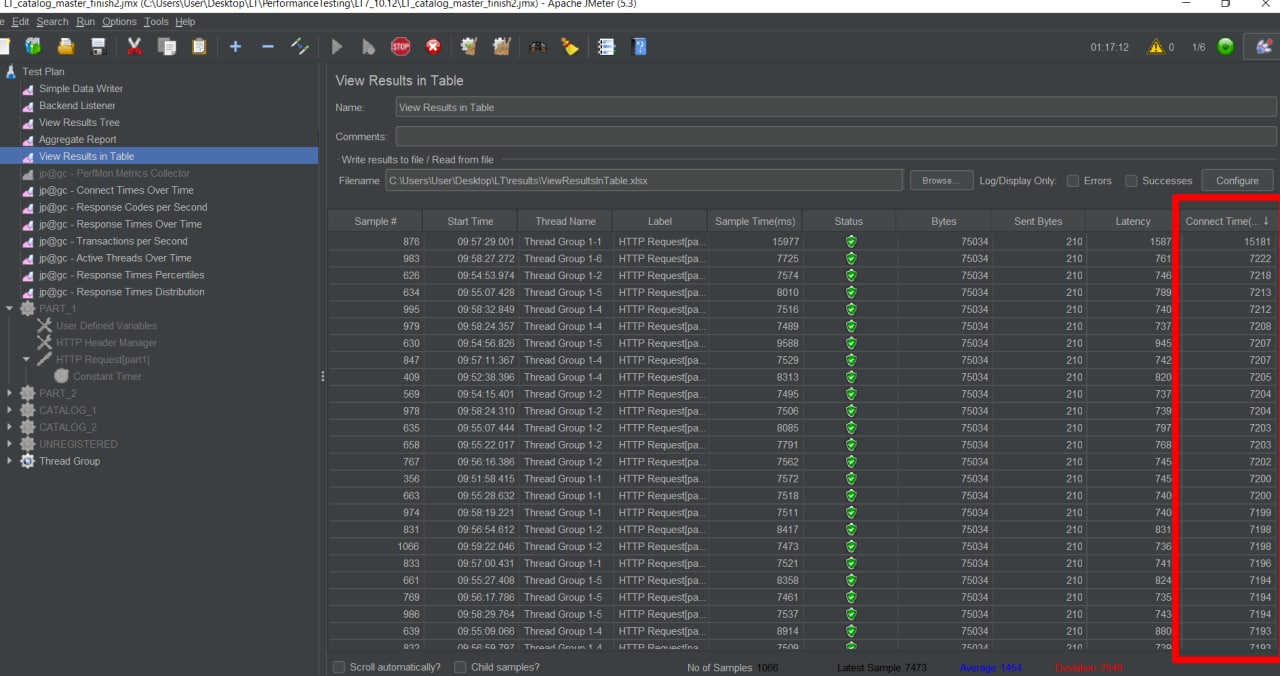 LT_catalog_master_finish2.jmx (C:\Users\User\Desktop\LT\PerformanceTesting\LT7_10.12\LT_catalog_master_finish2.jmx) - Apache JMeter (5.3)
e Edit Search Run Options Tools Help
STOP 01:17:12 0 1/6
Test Plan
Simple Data Writer
Backend Listener
View Results Tree
Aggregate Report
View Results in Table
jp@gc - PerfMon Metrics Collector
jp@gc - Connect Times Over Time
jp@gc - Response Codes per Second
jp@gc - Response Times Over Time
jp@gc - Transactions per Second
jp@gc - Active Threads Over Time
jp@gc - Response Times Percentiles
jp@gc - Response Times Distribution
PART_1
User Defined Variables
HTTP Header Manager
HTTP Request[part1]
Constant Timer
PART_2
CATALOG_1
CATALOG_2
UNREGISTERED
Thread Group
View Results in Table
Name: View Results in Table
Comments:
Write results to file / Read from file
Filename C:\Users\User\Desktop\LT\results\ViewResultsInTable.xlsx Browse... Log/Display Only: Errors Successes Configure
Sample # Start Time Thread Name Label Sample Time(ms) Status Bytes Sent Bytes Latency Connect Time(... ↓
876 09:57:29.001 Thread Group 1-1 HTTP Request[pa... 15977 75034 210 1587 15181
983 09:58:27.272 Thread Group 1-6 HTTP Request[pa... 7725 75034 210 761 7222
626 09:54:53.974 Thread Group 1-2 HTTP Request[pa... 7574 75034 210 746 7218
634 09:55:07.428 Thread Group 1-5 HTTP Request[pa... 8010 75034 210 789 7213
995 09:58:32.849 Thread Group 1-4 HTTP Request[pa... 7516 75034 210 740 7212
979 09:58:24.357 Thread Group 1-4 HTTP Request[pa... 7489 75034 210 737 7208
630 09:54:56.826 Thread Group 1-5 HTTP Request[pa... 9588 75034 210 945 7207
847 09:57:11.367 Thread Group 1-4 HTTP Request[pa... 7529 75034 210 742 7207
409 09:52:38.396 Thread Group 1-4 HTTP Request[pa... 8313 75034 210 820 7205
569 09:54:15.401 Thread Group 1-2 HTTP Request[pa... 7495 75034 210 737 7204
978 09:58:24.310 Thread Group 1-2 HTTP Request[pa... 7506 75034 210 739 7204
635 09:55:07.444 Thread Group 1-2 HTTP Request[pa... 8085 75034 210 797 7203
658 09:55:22.017 Thread Group 1-2 HTTP Request[pa... 7791 75034 210 768 7203
767 09:56:16.386 Thread Group 1-2 HTTP Request[pa... 7562 75034 210 745 7202
356 09:51:58.415 Thread Group 1-1 HTTP Request[pa... 7572 75034 210 745 7200
663 09:55:28.632 Thread Group 1-1 HTTP Request[pa... 7518 75034 210 740 7200
974 09:58:19.221 Thread Group 1-1 HTTP Request[pa... 7511 75034 210 740 7199
831 09:56:54.612 Thread Group 1-2 HTTP Request[pa... 8417 75034 210 831 7198
1066 09:59:22.046 Thread Group 1-2 HTTP Request[pa... 7473 75034 210 736 7198
833 09:57:00.431 Thread Group 1-1 HTTP Request[pa... 7521 75034 210 741 7196
661 09:55:27.408 Thread Group 1-5 HTTP Request[pa... 8358 75034 210 824 7194
769 09:56:17.786 Thread Group 1-5 HTTP Request[pa... 7461 75034 210 735 7194
986 09:58:29.764 Thread Group 1-5 HTTP Request[pa... 7537 75034 210 743 7194
639 09:55:09.066 Thread Group 1-4 HTTP Request[pa... 8914 75034 210 880 7193
832 09:56:59.797 Thread Group 1-4 HTTP Request[pa... 7509 75034 210 739 7193
Scroll automatically? Child samples? No of Samples 1066 Latest Sample 7473 Average 1454 Deviation 2549